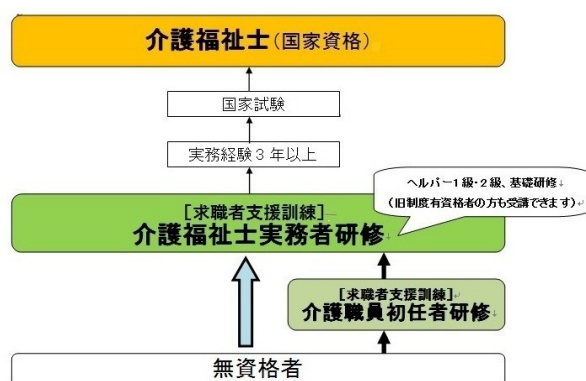 介護福祉士(国家資格)
国家試験
実務経験3年以上
ヘルパー1級・2級、基礎研修
(旧制度有資格者の方も受講できます)
[求職者支援訓練]
介護福祉士実務者研修
[求職者支援訓練]
介護職員初任者研修
無資格者